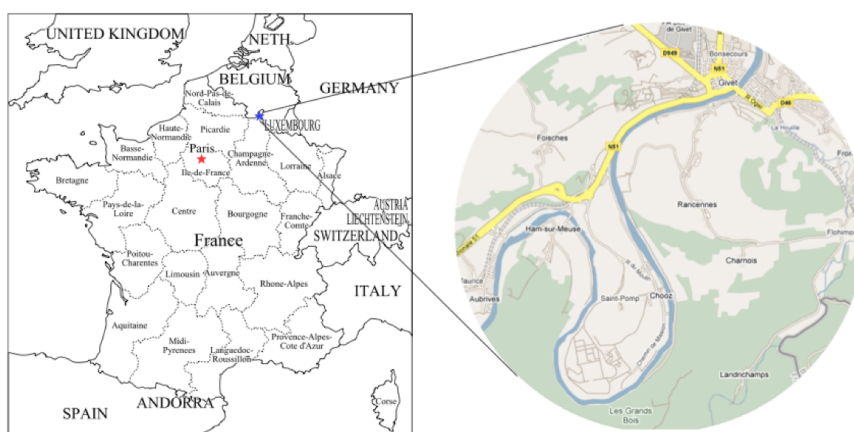 UNITED KINGDOM
NETH.
BELGIUM
GERMANY
Nord-Pas-de-
Calais
LUXEMBOURG
Haute-
Normandie
Picardie
Basse-
Normandie
Paris
Ile-de-France
Champagne-
Ardenne
Lorraine
Alsace
Bretagne
Pays-de-la-
Loire
Centre
Bourgogne
Franche-
Comte
AUSTRIA
LIECHTENSTEIN
SWITZERLAND
France
Poitou-
Charentes
Limousin
Auvergne
Rhone-Alpes
ITALY
Aquitaine
Midi-
Pyrenees
Languedoc-
Roussillon
Provence-Alpes-
Cote d'Azur
ANDORRA
SPAIN
Corse
de Givet
D949
Bonsecours
N51
Givet
D46
La Houille
Foisches
N51
Rancennes
Ham-sur-Meuse
Charnois
Aubrives
Saint-Pomp
Chooz
Landrichamps
Les Grands
Bois